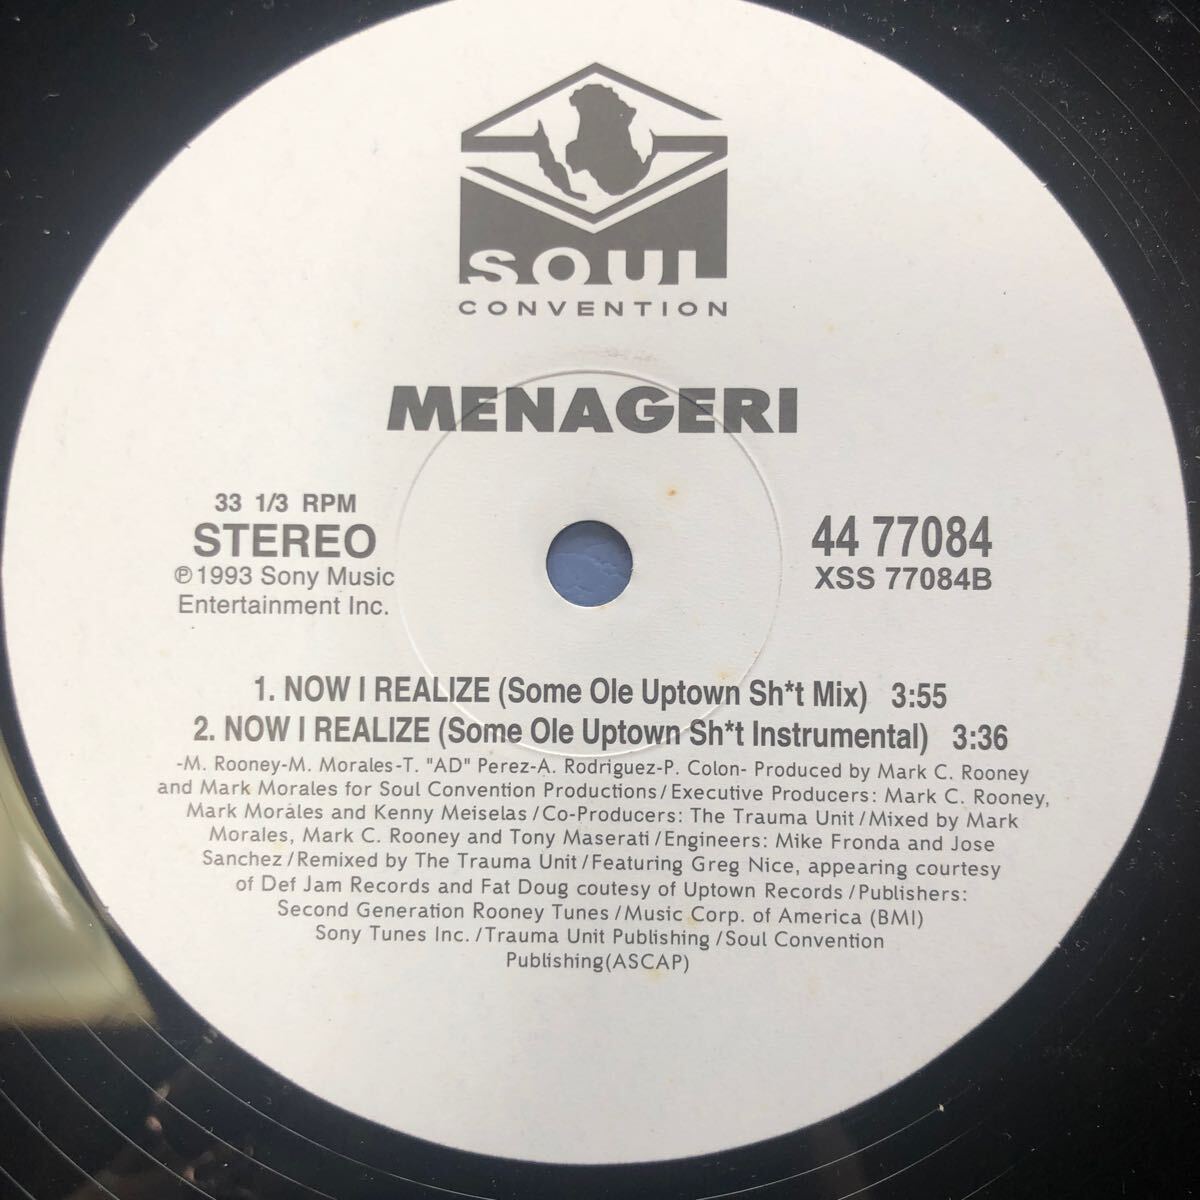 SOUL
CONVENTION
MENAGERI
33 1/3 RPM
STEREO
℗ 1993 Sony Music
Entertainment Inc.
44 77084
XSS 77084B
1. NOW I REALIZE (Some Ole Uptown Sh*t Mix) 3:55
2. NOW I REALIZE (Some Ole Uptown Sh*t Instrumental) 3:36
-M. Rooney-M. Morales-T. "AD" Perez-A. Rodriguez-P. Colon- Produced by Mark C. Rooney
and Mark Morales for Soul Convention Productions/Executive Producers: Mark C. Rooney,
Mark Morales and Kenny Meiselas/Co-Producers: The Trauma Unit/Mixed by Mark
Morales, Mark C. Rooney and Tony Maserati/Engineers: Mike Fronda and Jose
Sanchez/Remixed by The Trauma Unit/Featuring Greg Nice, appearing courtesy
of Def Jam Records and Fat Doug coutesy of Uptown Records/Publishers:
Second Generation Rooney Tunes/Music Corp. of America (BMI)
Sony Tunes Inc./Trauma Unit Publishing/Soul Convention
Publishing(ASCAP)